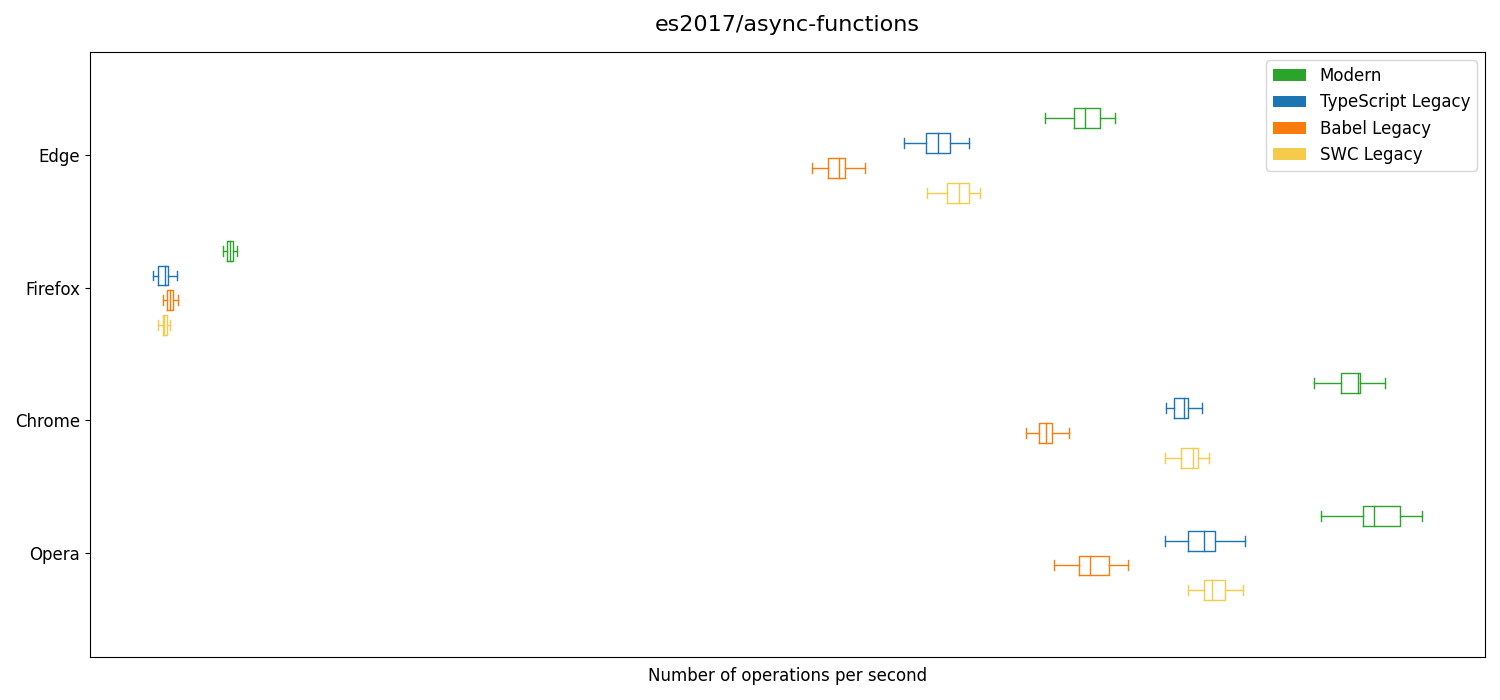 es2017/async-functions
Modern
TypeScript Legacy
Babel Legacy
SWC Legacy
Edge
Firefox
Chrome
Opera
Number of operations per second